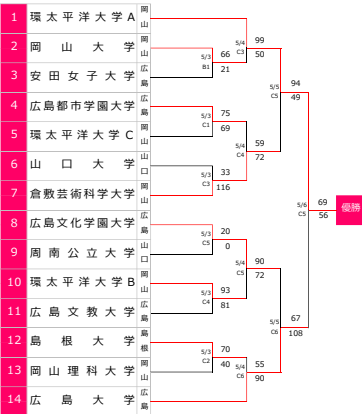 1 環太平洋大学A 岡山
2 岡山大学 岡山
3 安田女子大学 広島
4 広島都市学園大学 広島
5 環太平洋大学C 岡山
6 山口大学 山口
7 倉敷芸術科学大学 岡山
8 広島文化学園大学 広島
9 周南公立大学 山口
10 環太平洋大学B 岡山
11 広島文教大学 広島
12 島根大学 島根
13 岡山理科大学 岡山
14 広島大学 広島
5/3 B1 66 21
5/3 C1 75 69
5/3 C3 33 116
5/3 C5 20 0
5/3 C4 93 81
5/3 C2 70 40
5/4 C3 99 50
5/4 C4 59 72
5/4 C5 90 72
5/4 C6 55 90
5/5 C5 94 49
5/5 C6 67 108
5/6 C5 69 56
優勝